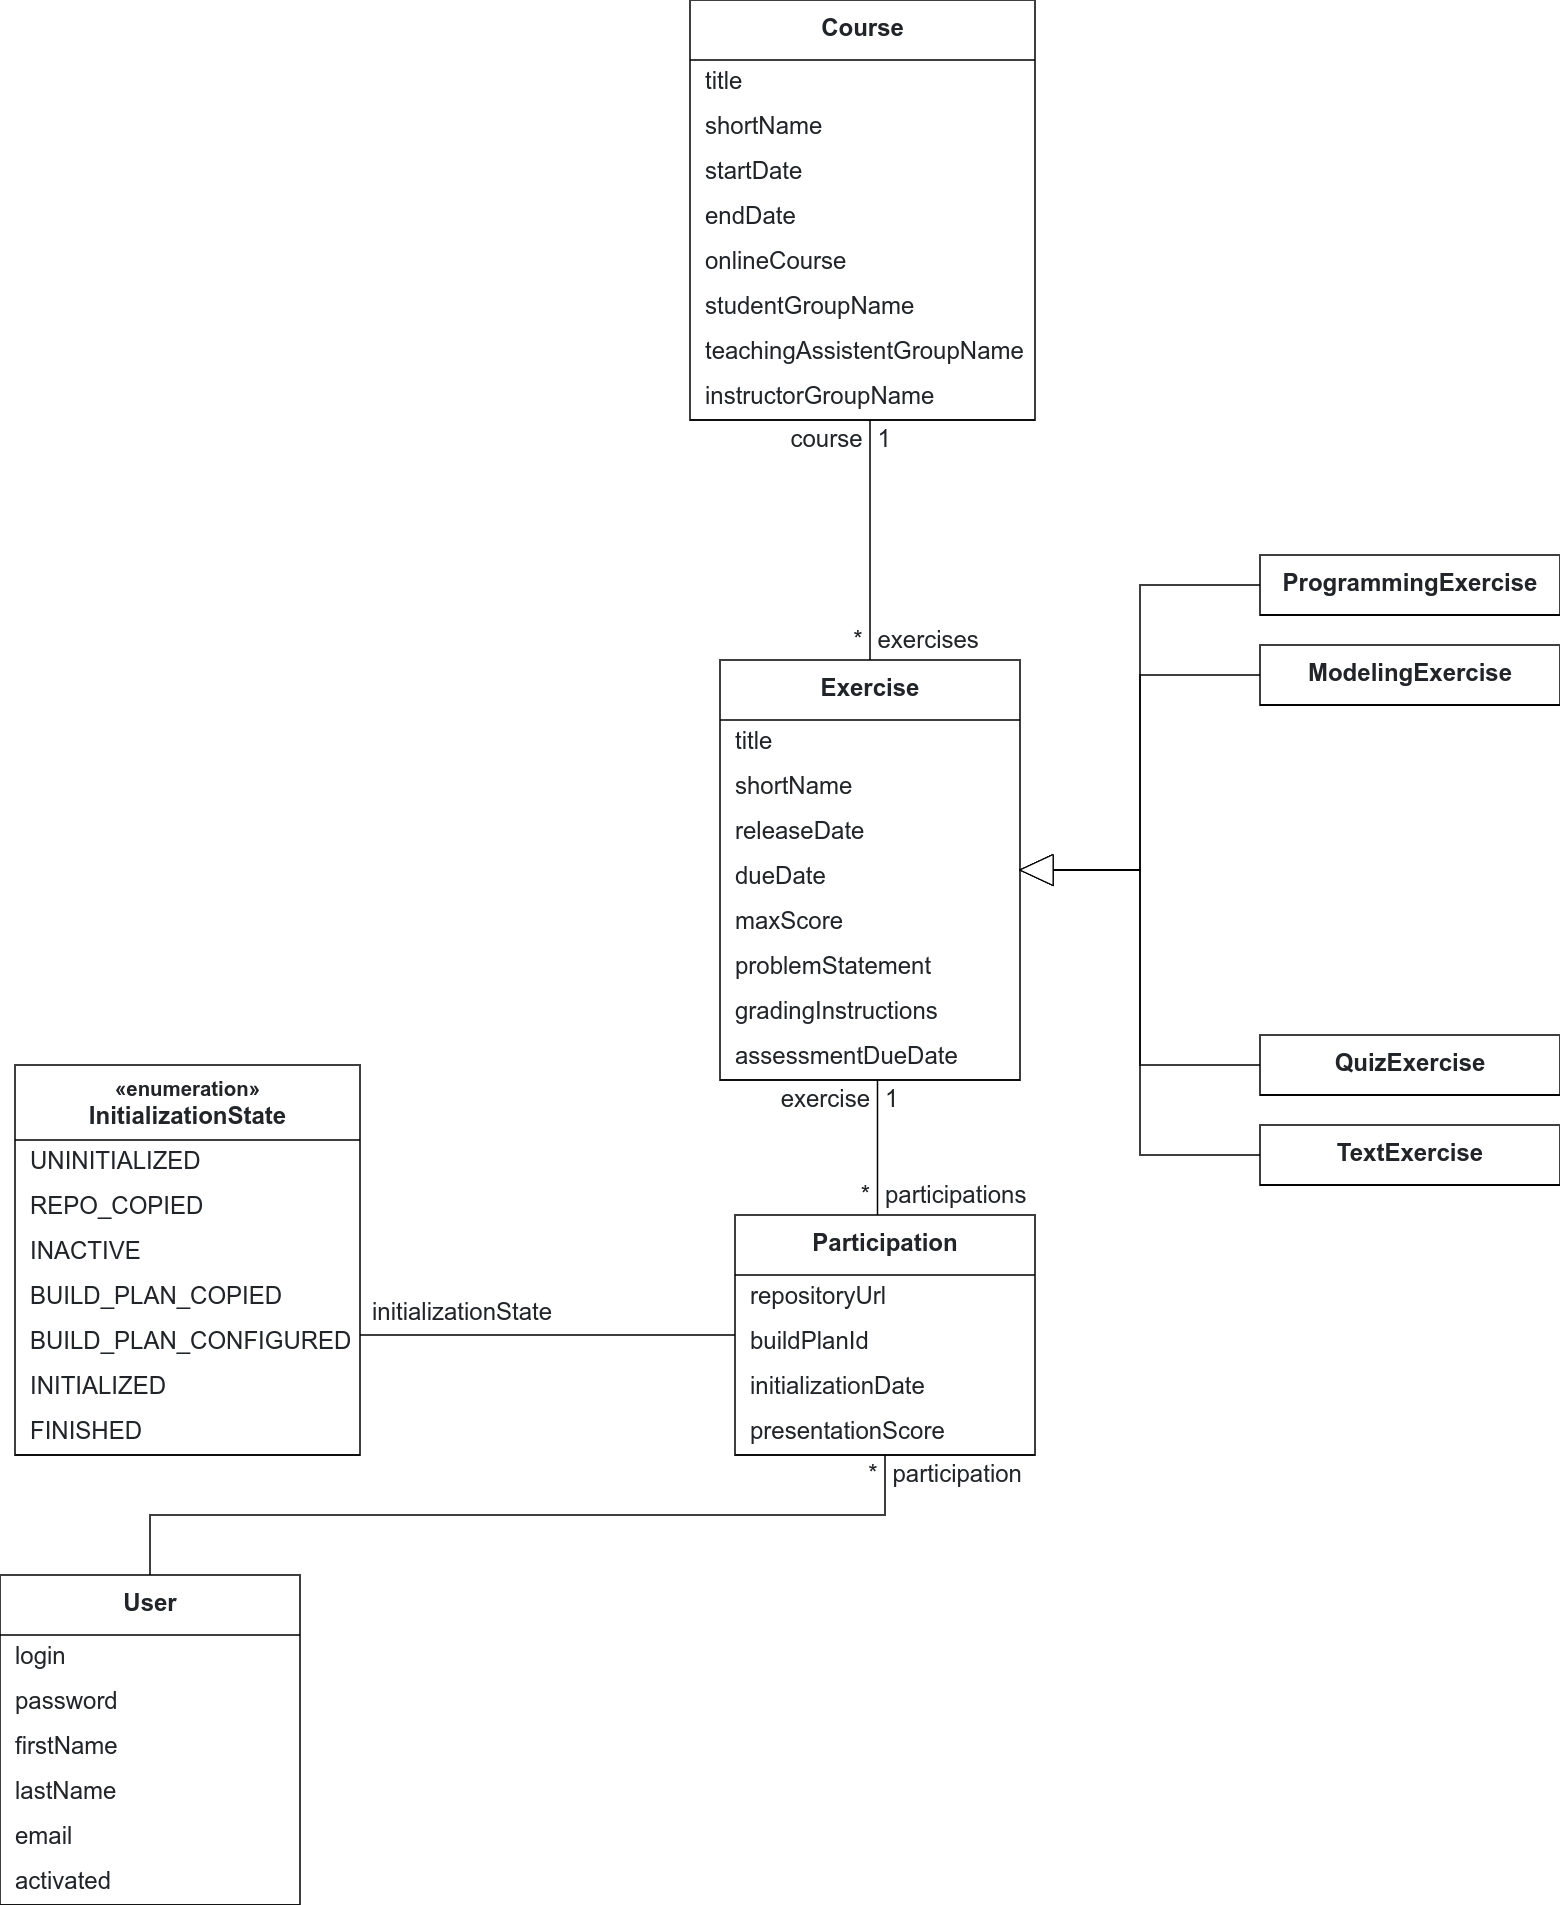 Course
title
shortName
startDate
endDate
onlineCourse
studentGroupName
teachingAssistentGroupName
instructorGroupName
course 1
* exercises
Exercise
title
shortName
releaseDate
dueDate
maxScore
problemStatement
gradingInstructions
assessmentDueDate
exercise 1
* participations
ProgrammingExercise
ModelingExercise
QuizExercise
TextExercise
«enumeration»
InitializationState
UNINITIALIZED
REPO_COPIED
INACTIVE
BUILD_PLAN_COPIED
BUILD_PLAN_CONFIGURED
INITIALIZED
FINISHED
initializationState
Participation
repositoryUrl
buildPlanId
initializationDate
presentationScore
* participation
User
login
password
firstName
lastName
email
activated